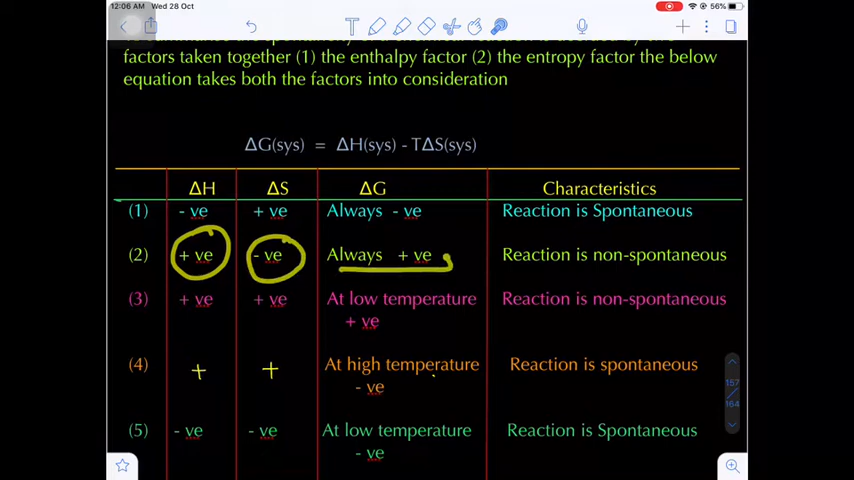 12:06 AM Wed 28 Oct
56%
factors taken together (1) the enthalpy factor (2) the entropy factor the below
equation takes both the factors into consideration
ΔG(sys) = ΔH(sys) - TΔS(sys)
ΔH ΔS ΔG Characteristics
(1) - ve + ve Always - ve Reaction is Spontaneous
(2) + ve - ve Always + ve Reaction is non-spontaneous
(3) + ve + ve At low temperature Reaction is non-spontaneous
+ ve
(4) + + At high temperature Reaction is spontaneous
- ve
(5) - ve - ve At low temperature Reaction is Spontaneous
- ve
157
164